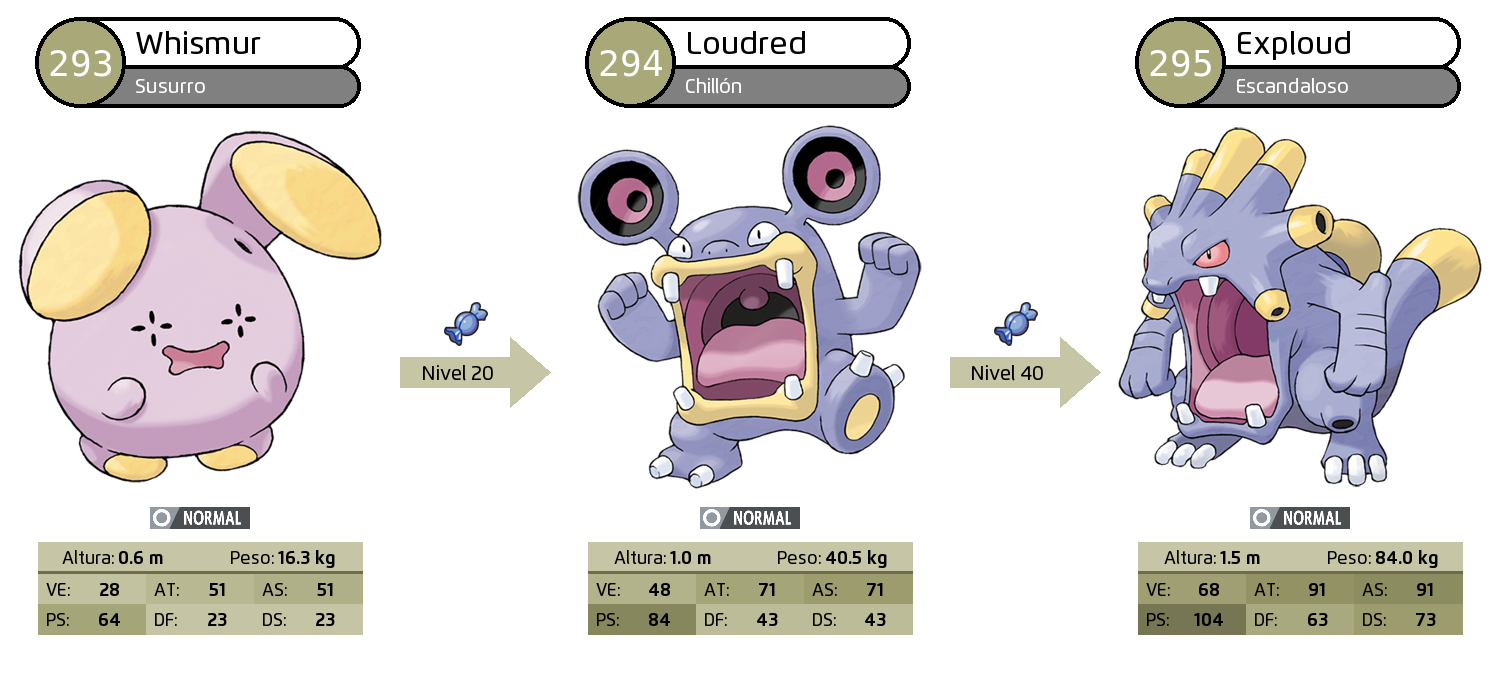 293
Whismur
Susurro
NORMAL
Altura: 0.6 m Peso: 16.3 kg
VE: 28 AT: 51 AS: 51
PS: 64 DF: 23 DS: 23
Nivel 20
294
Loudred
Chillón
NORMAL
Altura: 1.0 m Peso: 40.5 kg
VE: 48 AT: 71 AS: 71
PS: 84 DF: 43 DS: 43
Nivel 40
295
Exploud
Escandaloso
NORMAL
Altura: 1.5 m Peso: 84.0 kg
VE: 68 AT: 91 AS: 91
PS: 104 DF: 63 DS: 73